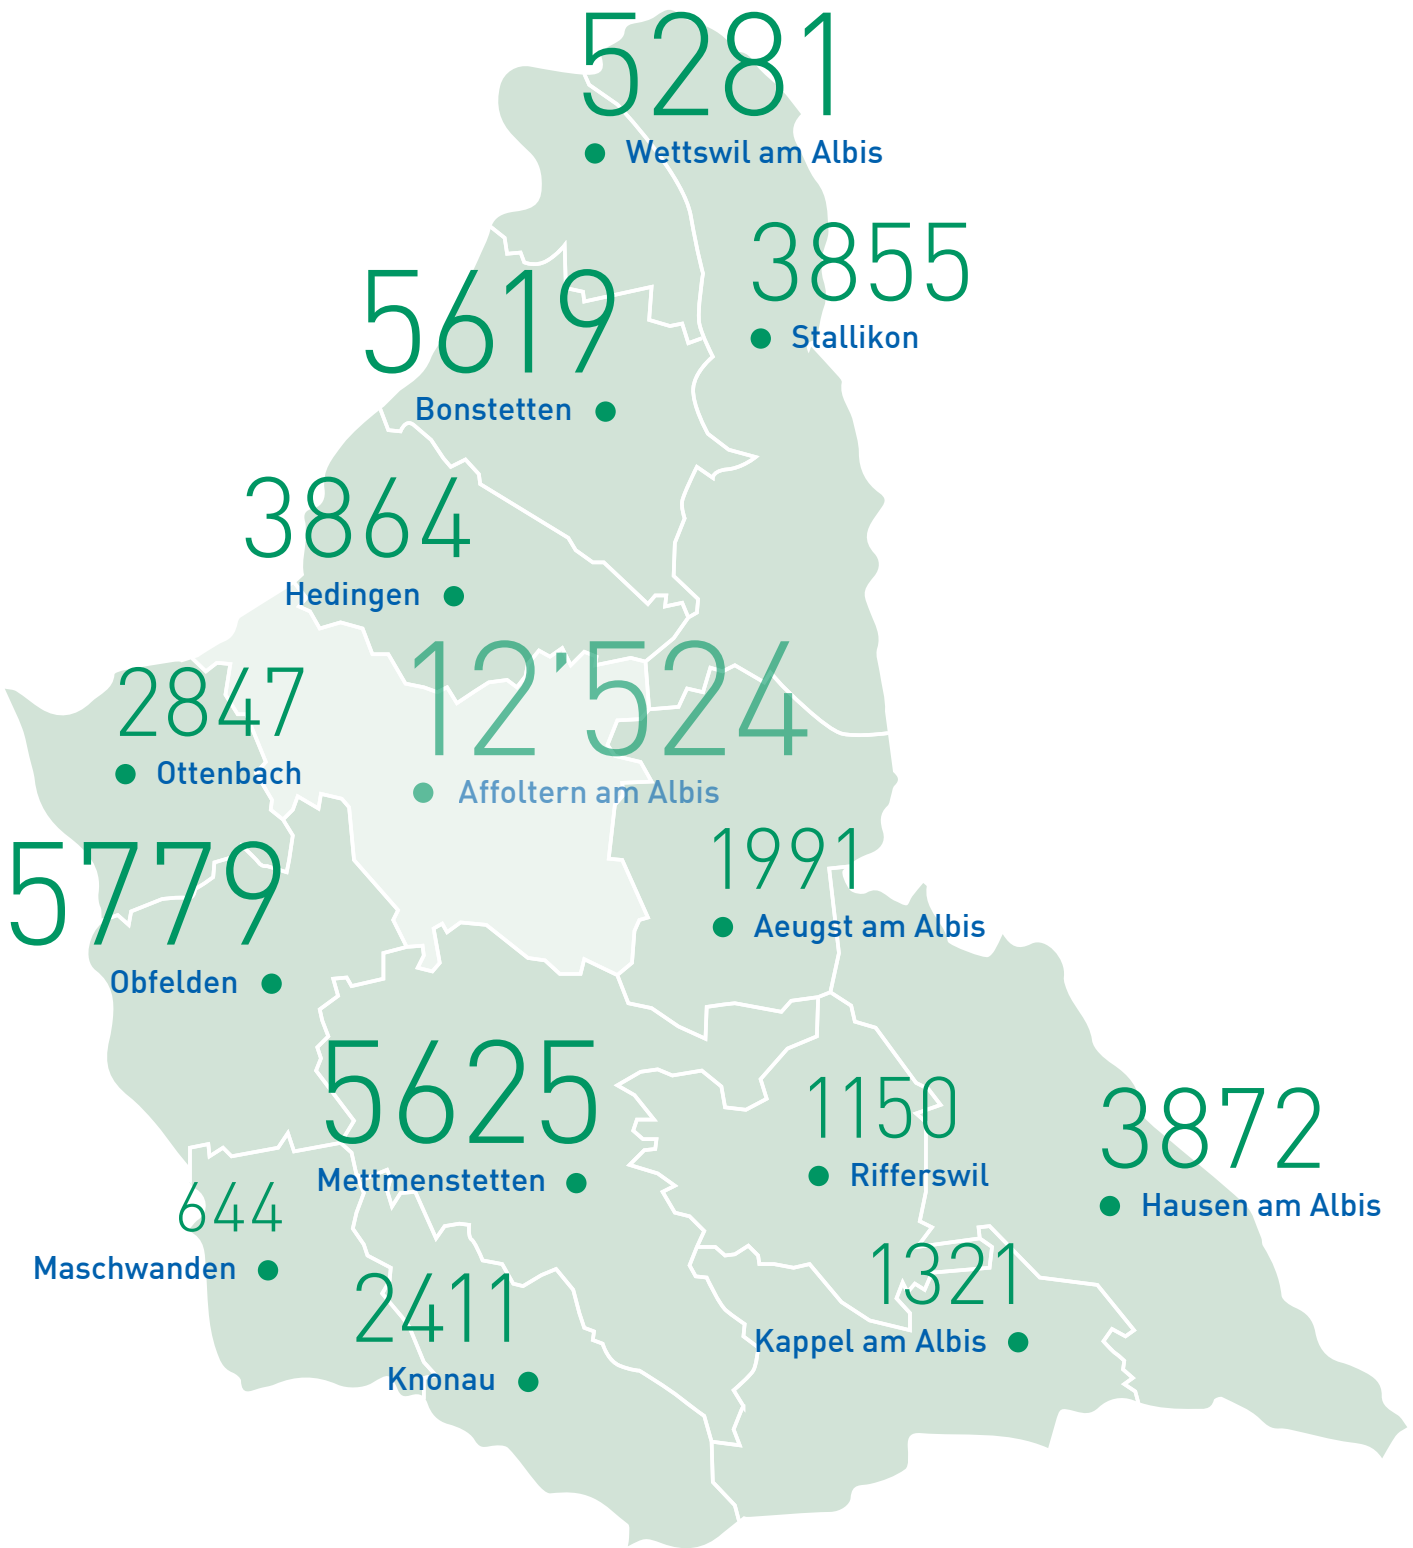 5281
Wettswil am Albis
3855
Stallikon
5619
Bonstetten
3864
Hedingen
12'524
Affoltern am Albis
2847
Ottenbach
1991
Aeugst am Albis
5779
Obfelden
5625
Mettmenstetten
1150
Rifferswil
3872
Hausen am Albis
644
Maschwanden
1321
Kappel am Albis
2411
Knonau